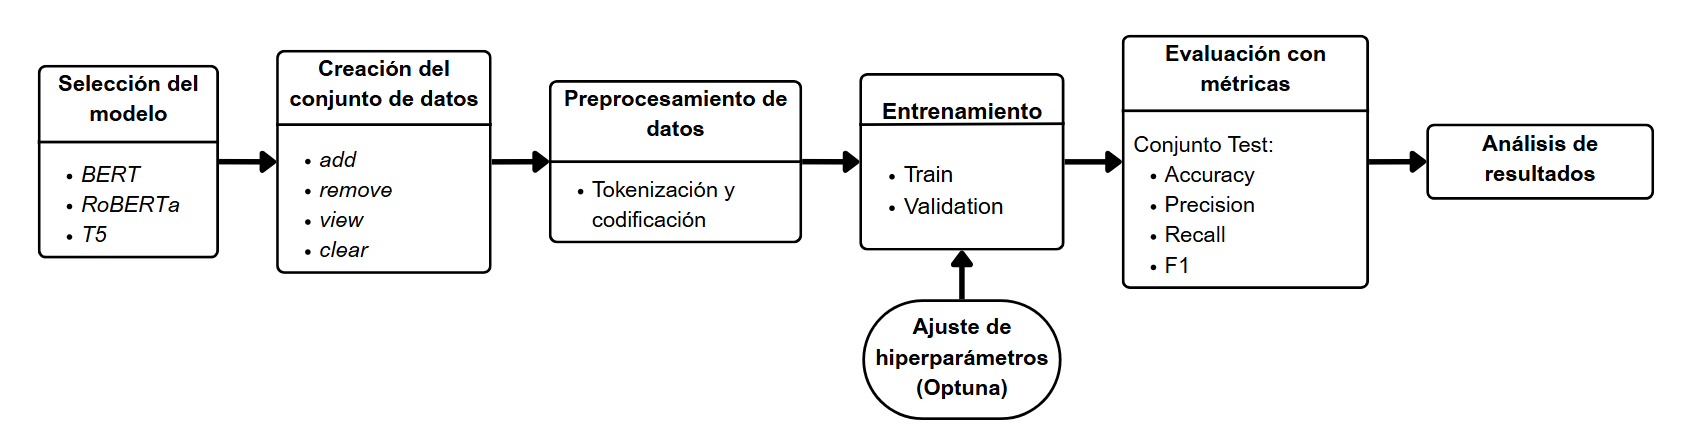 Selección del
modelo
• BERT
• RoBERTa
• T5
Creación del
conjunto de datos
• add
• remove
• view
• clear
Preprocesamiento de
datos
• Tokenización y
codificación
Entrenamiento
• Train
• Validation
Ajuste de
hiperparámetros
(Optuna)
Evaluación con
métricas
Conjunto Test:
• Accuracy
• Precision
• Recall
• F1
Análisis de
resultados